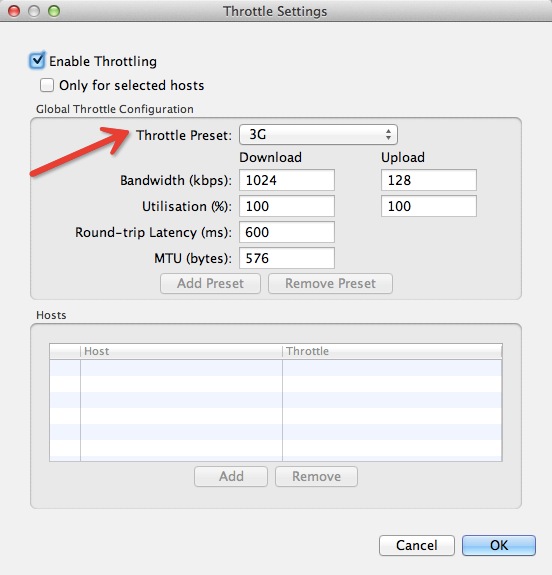 Throttle Settings
Enable Throttling
Only for selected hosts
Global Throttle Configuration
Throttle Preset: 3G
Download Upload
Bandwidth (kbps): 1024 128
Utilisation (%): 100 100
Round-trip Latency (ms): 600
MTU (bytes): 576
Add Preset Remove Preset
Hosts
Host Throttle
Add Remove
Cancel OK